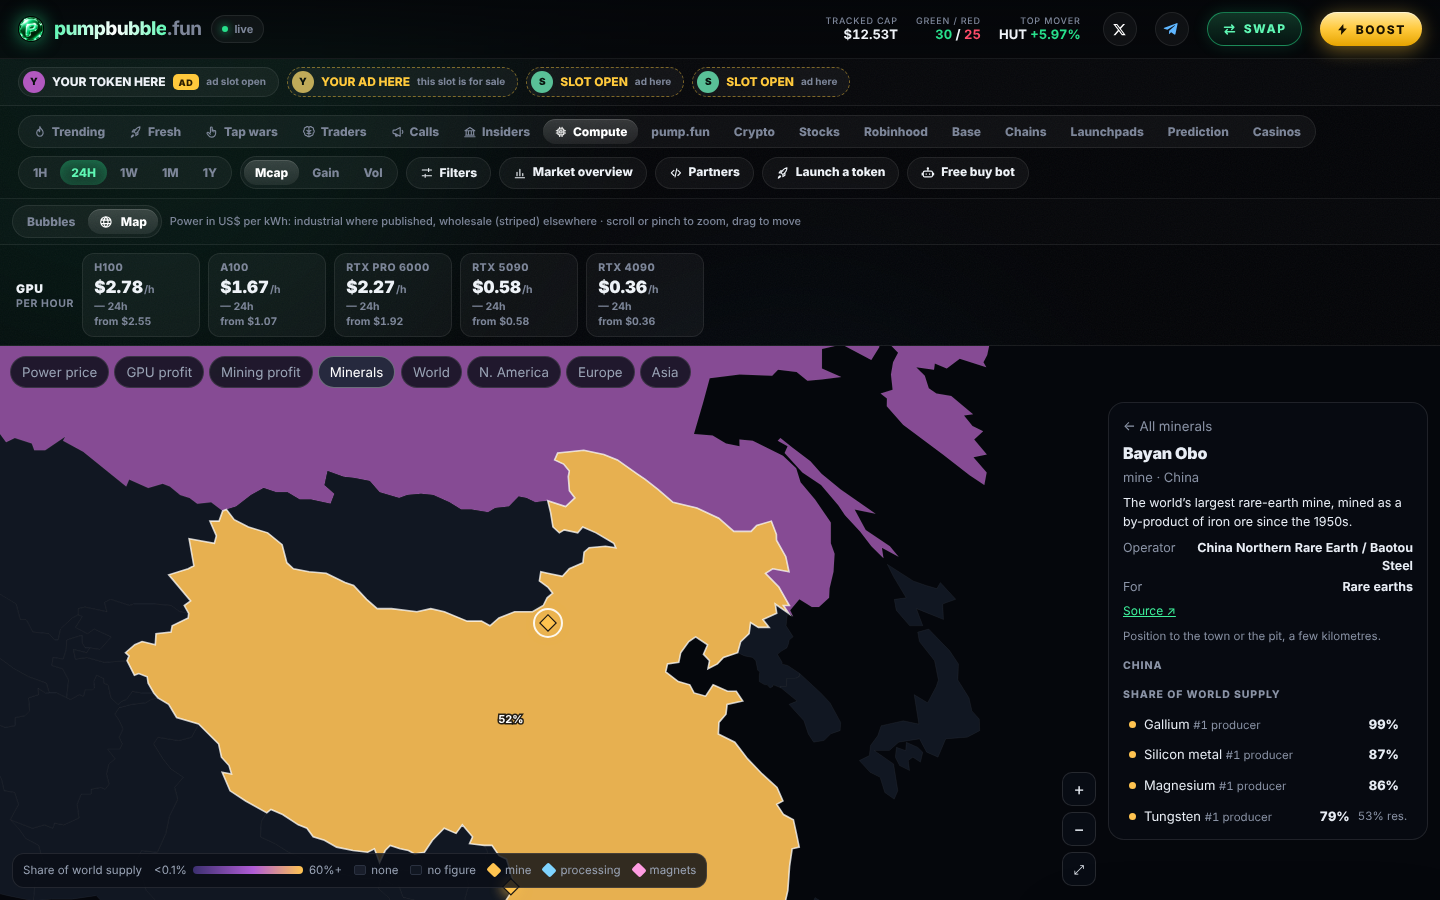 pumpbubble.fun
live
TRACKED CAP
$12.53T
GREEN / RED
30 / 25
TOP MOVER
HUT +5.97%
SWAP
BOOST
Y YOUR TOKEN HERE AD ad slot open
Y YOUR AD HERE this slot is for sale
S SLOT OPEN ad here
S SLOT OPEN ad here
Trending Fresh Tap wars Traders Calls Insiders Compute pump.fun Crypto Stocks Robinhood Base Chains Launchpads Prediction Casinos
1H 24H 1W 1M 1Y Mcap Gain Vol Filters Market overview Partners Launch a token Free buy bot
Bubbles Map Power in US$ per kWh: industrial where published, wholesale (striped) elsewhere · scroll or pinch to zoom, drag to move
GPU
PER HOUR
H100
$2.78/h
— 24h
from $2.55
A100
$1.67/h
— 24h
from $1.07
RTX PRO 6000
$2.27/h
— 24h
from $1.92
RTX 5090
$0.58/h
— 24h
from $0.58
RTX 4090
$0.36/h
— 24h
from $0.36
Power price GPU profit Mining profit Minerals World N. America Europe Asia
52%
← All minerals
Bayan Obo
mine · China
The world's largest rare-earth mine, mined as a
by-product of iron ore since the 1950s.
Operator China Northern Rare Earth / Baotou
Steel
For Rare earths
Source ↗
Position to the town or the pit, a few kilometres.
CHINA
SHARE OF WORLD SUPPLY
Gallium #1 producer 99%
Silicon metal #1 producer 87%
Magnesium #1 producer 86%
Tungsten #1 producer 79% 53% res.
+
−
Share of world supply <0.1% 60%+ none no figure mine processing magnets